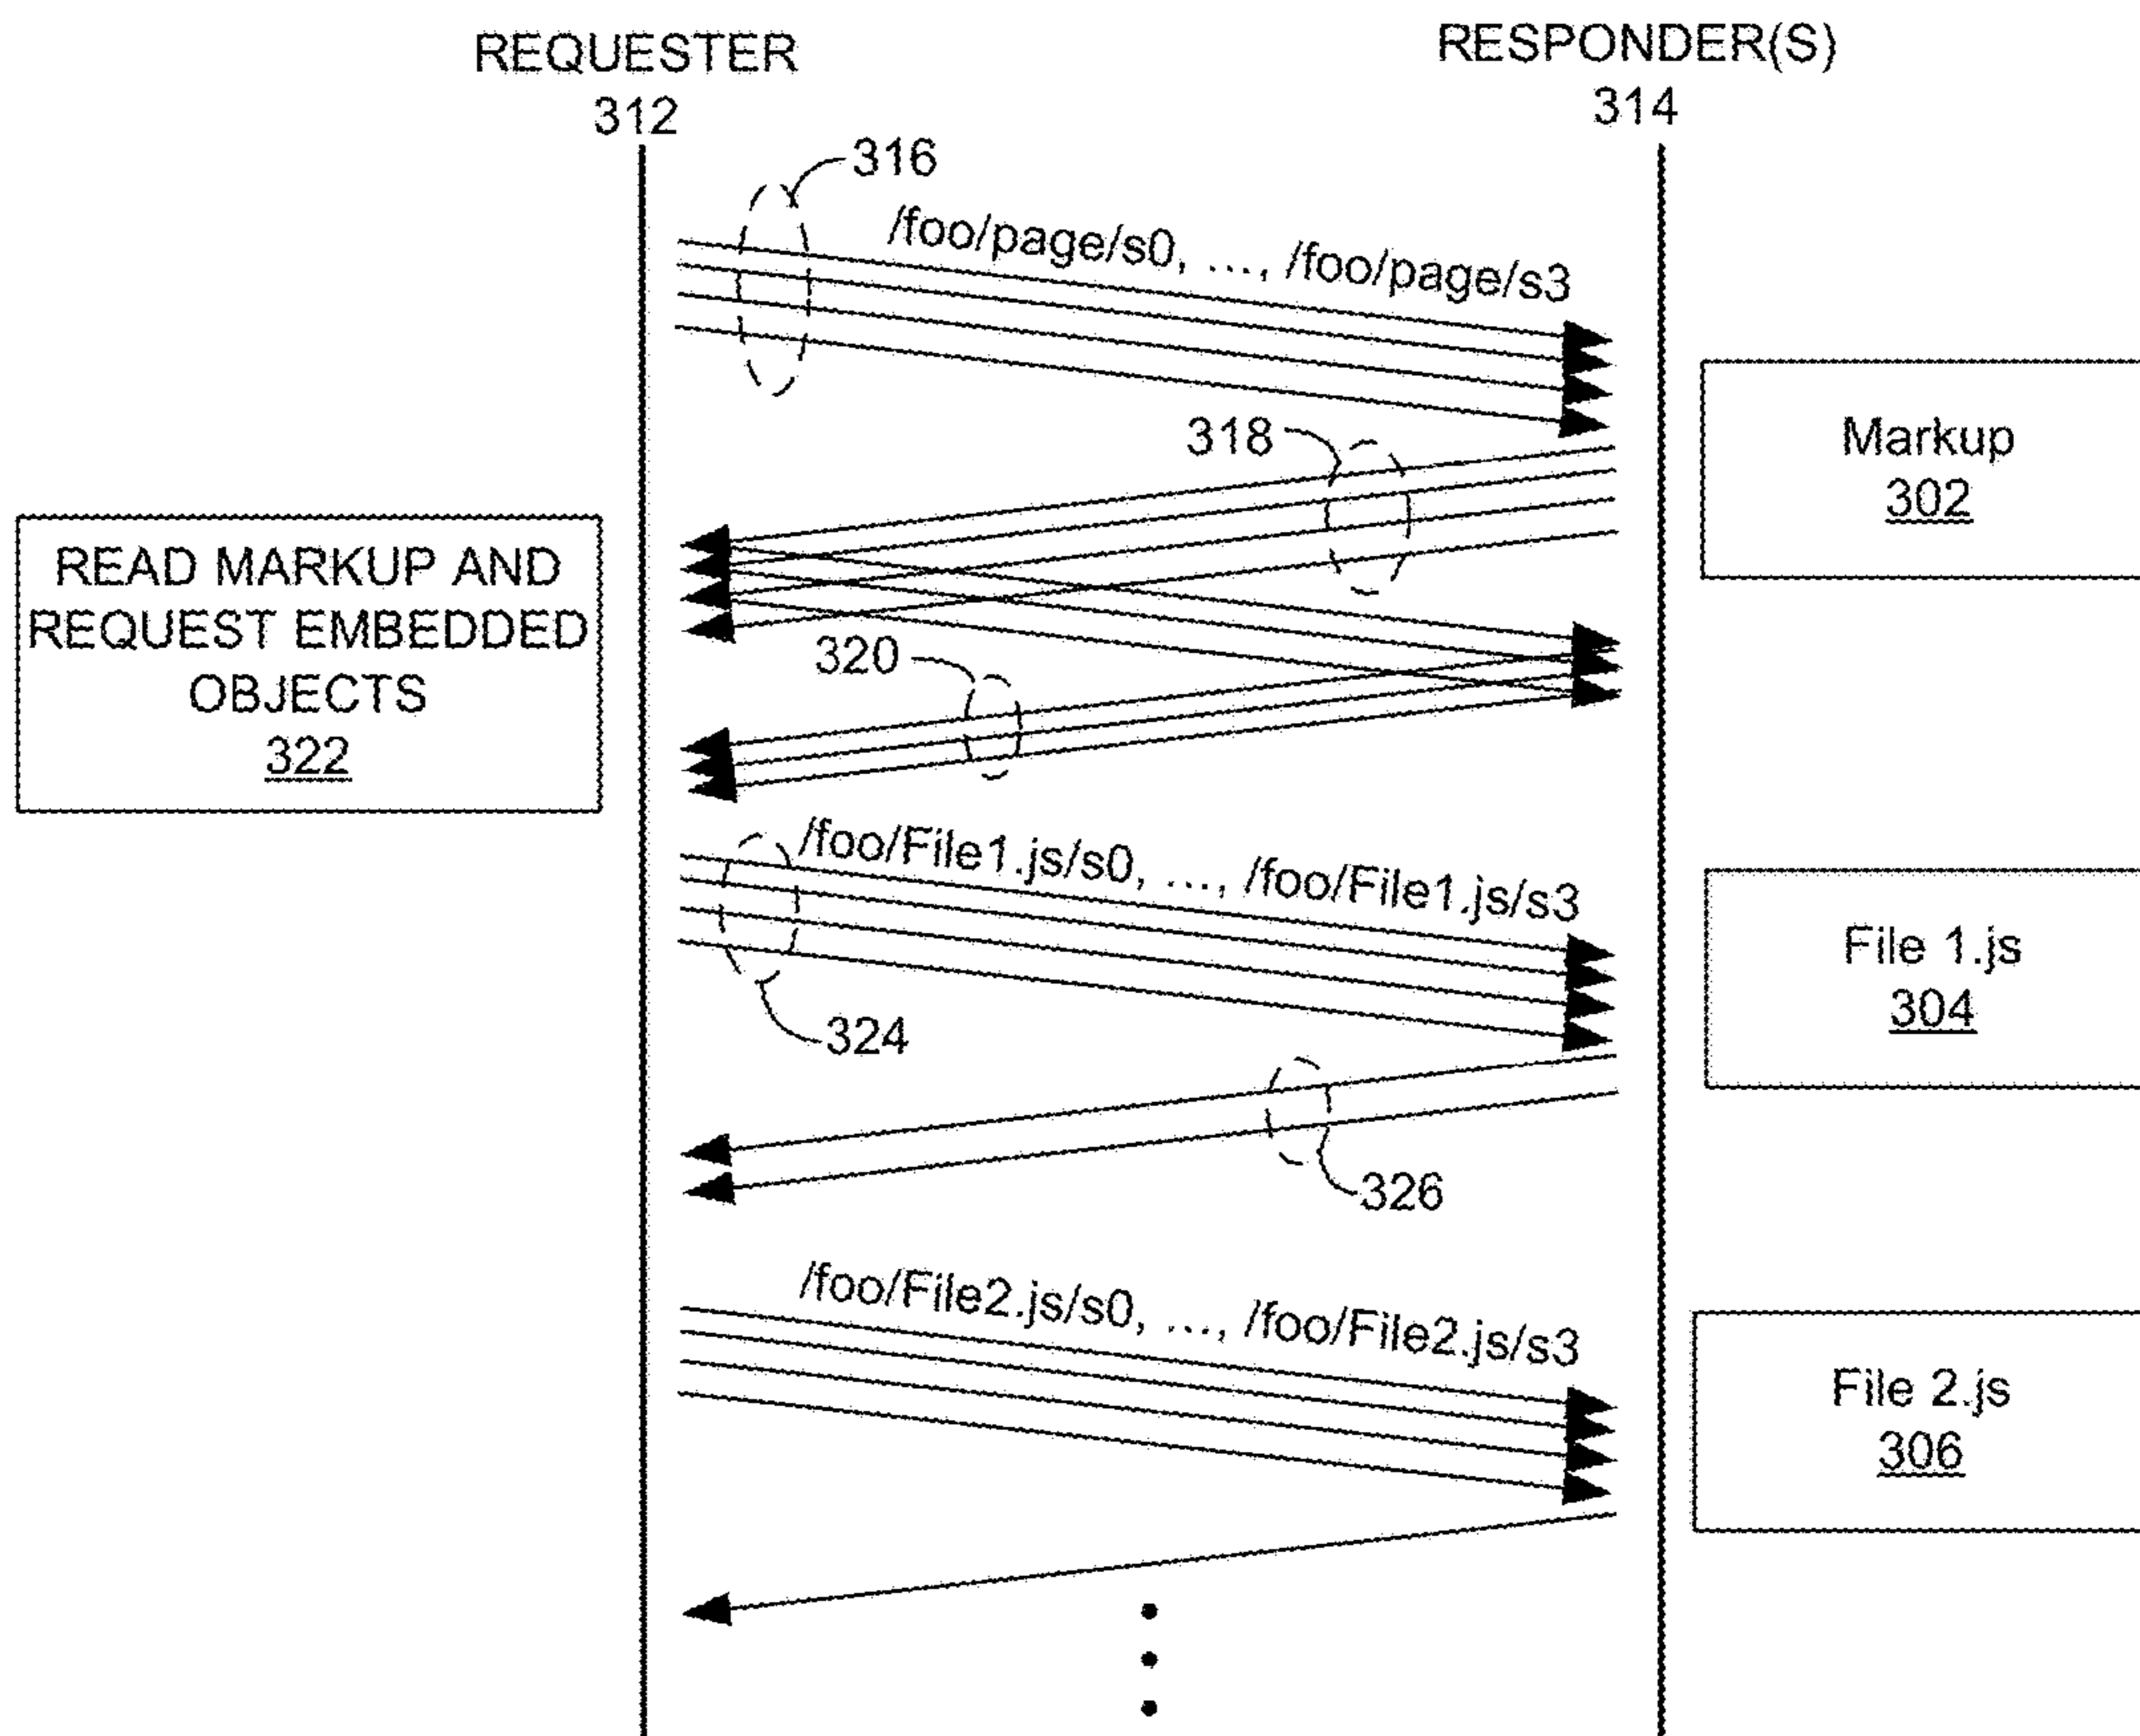 REQUESTER
312
RESPONDER(S)
314
316
/foo/page/s0, ..., /foo/page/s3
318
Markup
302
READ MARKUP AND
REQUEST EMBEDDED
OBJECTS
322
320
/foo/File1.js/s0, ..., /foo/File1.js/s3
324
File 1.js
304
326
/foo/File2.js/s0, ..., /foo/File2.js/s3
File 2.js
306